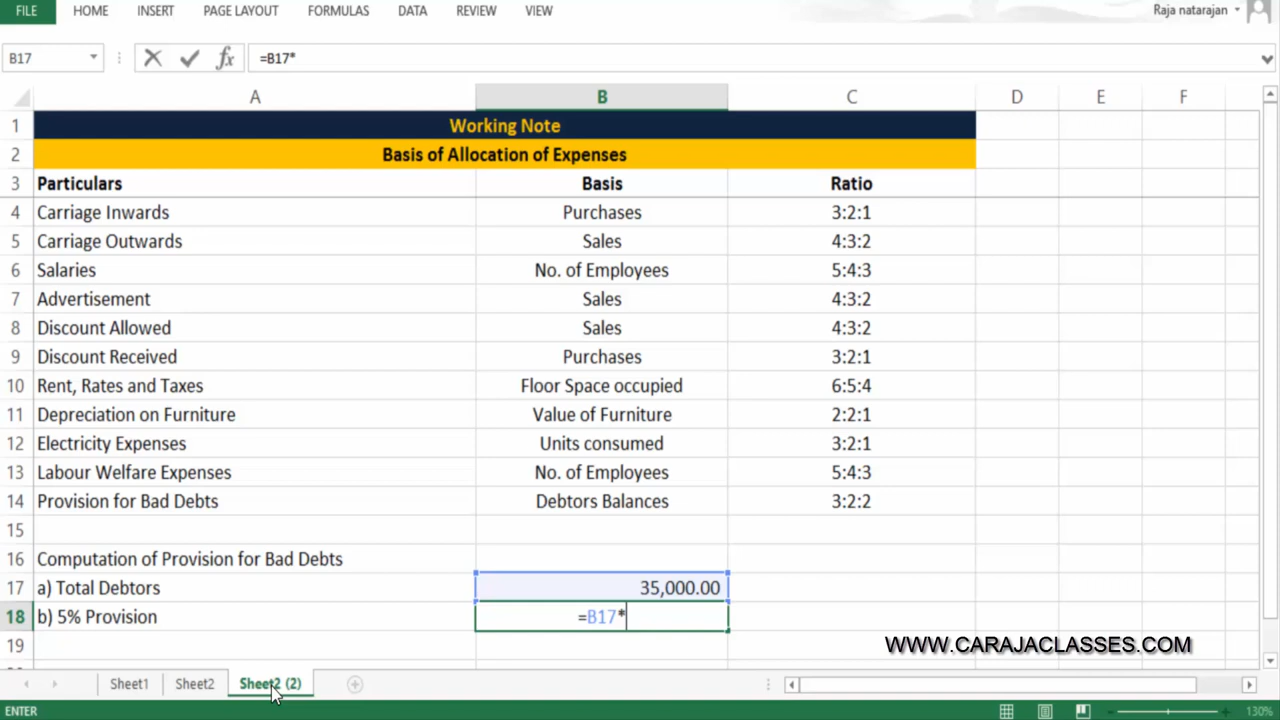 FILE HOME INSERT PAGE LAYOUT FORMULAS DATA REVIEW VIEW Raja natarajan
B17 fx =B17*
A B C D E F
1 Working Note
2 Basis of Allocation of Expenses
3 Particulars Basis Ratio
4 Carriage Inwards Purchases 3:2:1
5 Carriage Outwards Sales 4:3:2
6 Salaries No. of Employees 5:4:3
7 Advertisement Sales 4:3:2
8 Discount Allowed Sales 4:3:2
9 Discount Received Purchases 3:2:1
10 Rent, Rates and Taxes Floor Space occupied 6:5:4
11 Depreciation on Furniture Value of Furniture 2:2:1
12 Electricity Expenses Units consumed 3:2:1
13 Labour Welfare Expenses No. of Employees 5:4:3
14 Provision for Bad Debts Debtors Balances 3:2:2
15
16 Computation of Provision for Bad Debts
17 a) Total Debtors 35,000.00
18 b) 5% Provision =B17*
19
WWW.CARAJACLASSES.COM
Sheet1 Sheet2 Sheet2 (2)
ENTER 130%